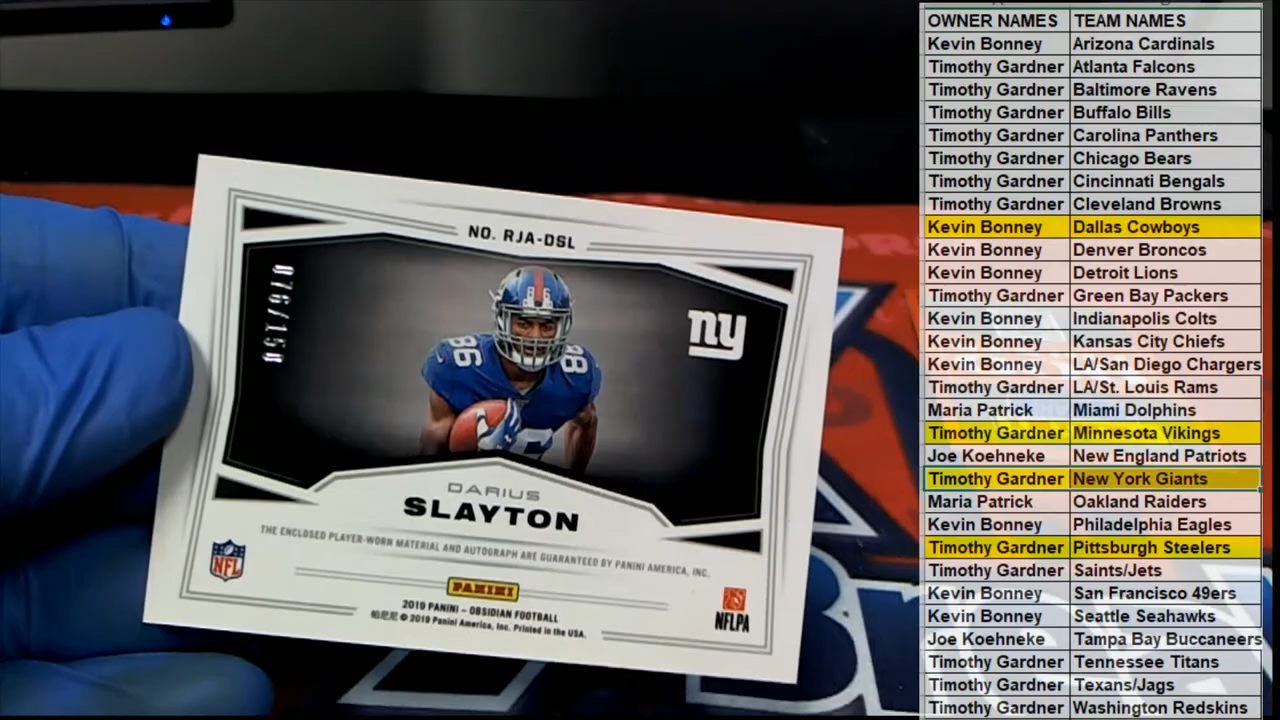 NO. RJA-DSL
076/150
86
86
86
ny
DARIUS
SLAYTON
THE ENCLOSED PLAYER-WORN MATERIAL AND AUTOGRAPH ARE GUARANTEED BY PANINI AMERICA, INC.
NFL
PANINI
2019 PANINI – OBSIDIAN FOOTBALL
帕尼尼 © 2019 Panini America, Inc. Printed in the USA.
NFLPA
OWNER NAMES TEAM NAMES
Kevin Bonney Arizona Cardinals
Timothy Gardner Atlanta Falcons
Timothy Gardner Baltimore Ravens
Timothy Gardner Buffalo Bills
Timothy Gardner Carolina Panthers
Timothy Gardner Chicago Bears
Timothy Gardner Cincinnati Bengals
Timothy Gardner Cleveland Browns
Kevin Bonney Dallas Cowboys
Kevin Bonney Denver Broncos
Kevin Bonney Detroit Lions
Timothy Gardner Green Bay Packers
Kevin Bonney Indianapolis Colts
Kevin Bonney Kansas City Chiefs
Kevin Bonney LA/San Diego Chargers
Timothy Gardner LA/St. Louis Rams
Maria Patrick Miami Dolphins
Timothy Gardner Minnesota Vikings
Joe Koehneke New England Patriots
Timothy Gardner New York Giants
Maria Patrick Oakland Raiders
Kevin Bonney Philadelphia Eagles
Timothy Gardner Pittsburgh Steelers
Timothy Gardner Saints/Jets
Kevin Bonney San Francisco 49ers
Kevin Bonney Seattle Seahawks
Joe Koehneke Tampa Bay Buccaneers
Timothy Gardner Tennessee Titans
Timothy Gardner Texans/Jags
Timothy Gardner Washington Redskins